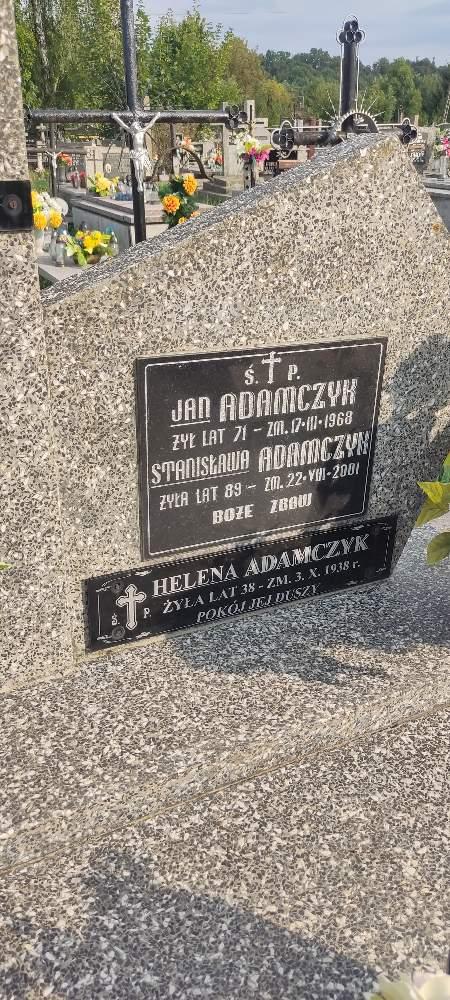 Ś. P.
JAN ADAMCZYK
ŻYŁ LAT 71 - ZM. 17·III·1968
STANISŁAWA ADAMCZYK
ŻYŁA LAT 89 - ZM. 22·VIII·2001
BOŻE ZBAW
HELENA ADAMCZYK
Ś. P. ŻYŁA LAT 38 - ZM. 3. X. 1938 r.
POKÓJ JEJ DUSZY